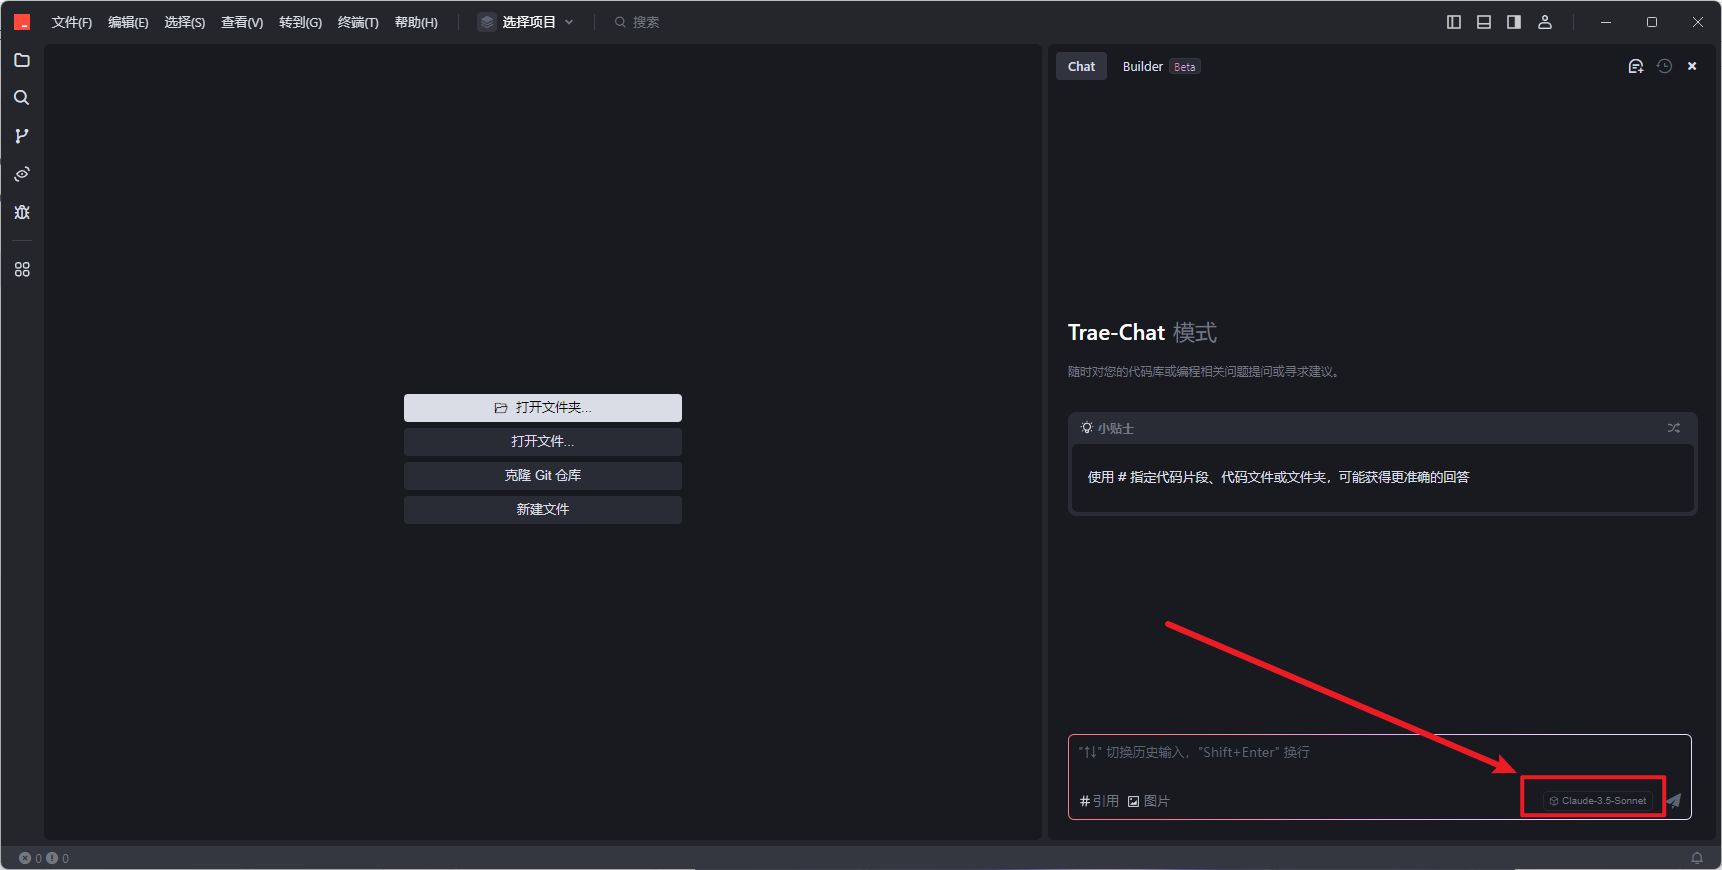 文件(F) 编辑(E) 选择(S) 查看(V) 转到(G) 终端(T) 帮助(H) 选择项目 搜索
Chat Builder Beta
打开文件夹...
打开文件...
克隆 Git 仓库
新建文件
Trae-Chat 模式
随时对您的代码库或编程相关问题提问或寻求建议。
小贴士
使用 # 指定代码片段、代码文件或文件夹，可能获得更准确的回答
"↑↓" 切换历史输入，"Shift+Enter" 换行
#引用 图片 Claude-3.5-Sonnet
0 0